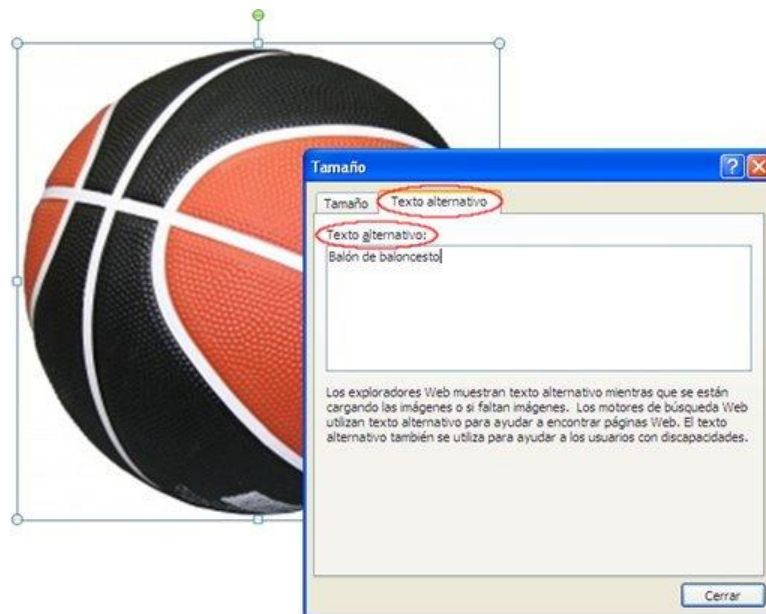 Tamaño
Tamaño Texto alternativo
Texto alternativo:
Balón de baloncesto
Los exploradores Web muestran texto alternativo mientras que se están
cargando las imágenes o si faltan imágenes. Los motores de búsqueda Web
utilizan texto alternativo para ayudar a encontrar páginas Web. El texto
alternativo también se utiliza para ayudar a los usuarios con discapacidades.
Cerrar